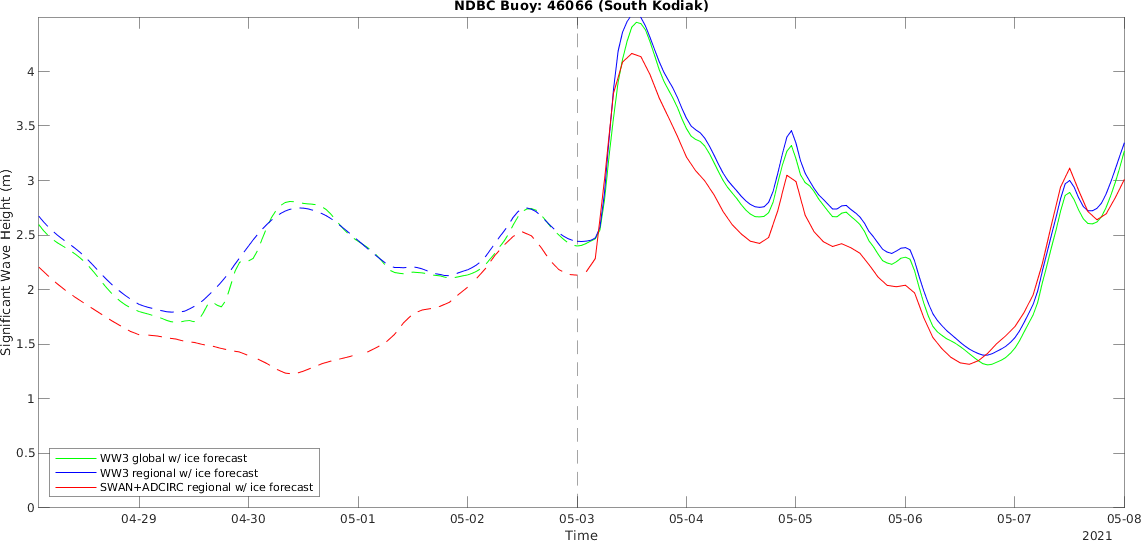 NDBC Buoy: 46066 (South Kodiak)
4
3.5
3
2.5
2
1.5
1
0.5
0
Significant Wave Height (m)
WW3 global w/ ice forecast
WW3 regional w/ ice forecast
SWAN+ADCIRC regional w/ ice forecast
04-29 04-30 05-01 05-02 05-03 05-04 05-05 05-06 05-07 05-08
Time
2021